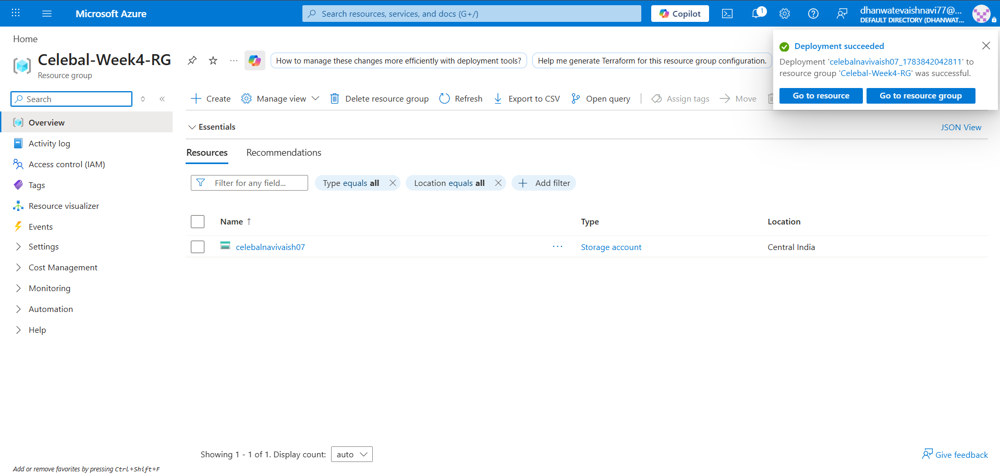 Microsoft Azure
Search resources, services, and docs (G+/)
Copilot
1
dhanwatevaishnavi77@...
DEFAULT DIRECTORY (DHANWAT...
Home
Celebal-Week4-RG
Resource group
How to manage these changes more efficiently with deployment tools?
Help me generate Terraform for this resource group configuration.
Deployment succeeded
Deployment 'celebalnavivaish07_1783842042811' to
resource group 'Celebal-Week4-RG' was successful.
Go to resource
Go to resource group
Search
Create
Manage view
Delete resource group
Refresh
Export to CSV
Open query
Assign tags
Move
Overview
Activity log
Access control (IAM)
Tags
Resource visualizer
Events
Settings
Cost Management
Monitoring
Automation
Help
Essentials
JSON View
Resources
Recommendations
Filter for any field...
Type equals all
Location equals all
Add filter
Name ↑
Type
Location
celebalnavivaish07
...
Storage account
Central India
Showing 1 - 1 of 1. Display count:
auto
Give feedback
Add or remove favorites by pressing Ctrl+Shift+F